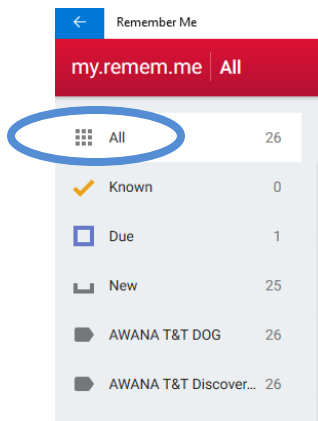 Remember Me
my.remem.me All
All 26
Known 0
Due 1
New 25
AWANA T&T DOG 26
AWANA T&T Discover... 26